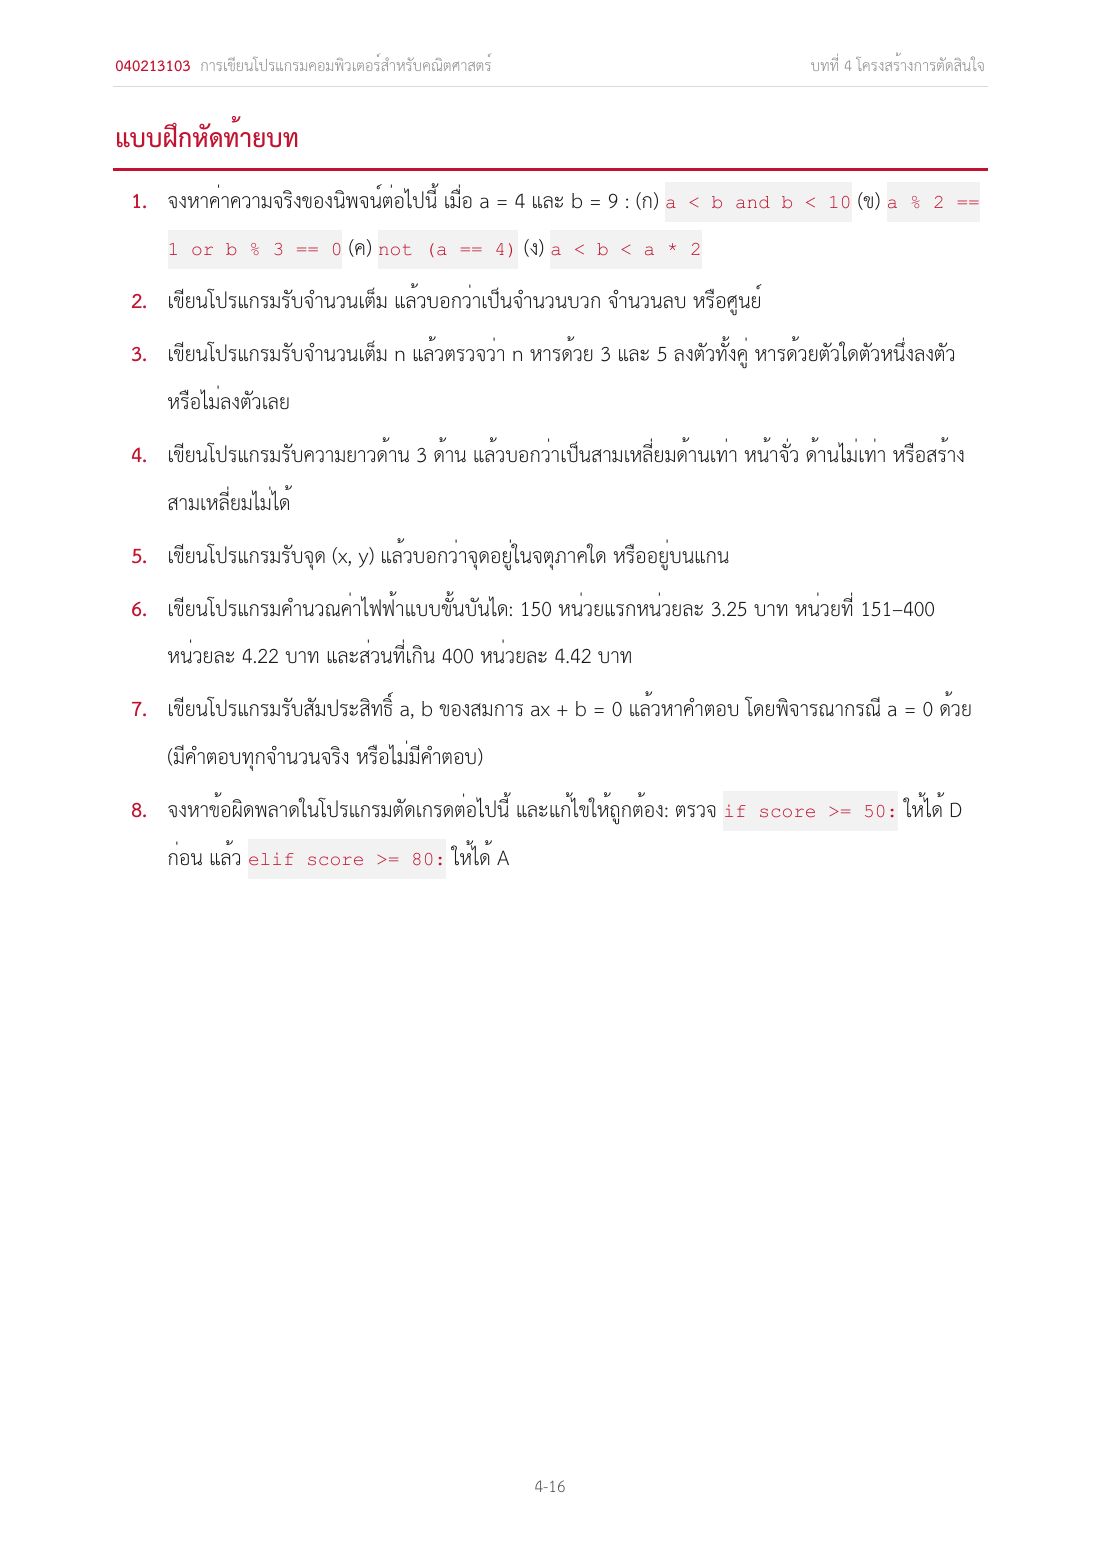 040213103 การเขียนโปรแกรมคอมพิวเตอร์สำหรับคณิตศาสตร์ บทที่ 4 โครงสร้างการตัดสินใจ
แบบฝึกหัดท้ายบท
1. จงหาค่าความจริงของนิพจน์ต่อไปนี้ เมื่อ a = 4 และ b = 9 : (ก) a < b and b < 10 (ข) a % 2 ==
1 or b % 3 == 0 (ค) not (a == 4) (ง) a < b < a * 2
2. เขียนโปรแกรมรับจำนวนเต็ม แล้วบอกว่าเป็นจำนวนบวก จำนวนลบ หรือศูนย์
3. เขียนโปรแกรมรับจำนวนเต็ม n แล้วตรวจว่า n หารด้วย 3 และ 5 ลงตัวทั้งคู่ หารด้วยตัวใดตัวหนึ่งลงตัว
หรือไม่ลงตัวเลย
4. เขียนโปรแกรมรับความยาวด้าน 3 ด้าน แล้วบอกว่าเป็นสามเหลี่ยมด้านเท่า หน้าจั่ว ด้านไม่เท่า หรือสร้าง
สามเหลี่ยมไม่ได้
5. เขียนโปรแกรมรับจุด (x, y) แล้วบอกว่าจุดอยู่ในจตุภาคใด หรืออยู่บนแกน
6. เขียนโปรแกรมคำนวณค่าไฟฟ้าแบบขั้นบันได: 150 หน่วยแรกหน่วยละ 3.25 บาท หน่วยที่ 151–400
หน่วยละ 4.22 บาท และส่วนที่เกิน 400 หน่วยละ 4.42 บาท
7. เขียนโปรแกรมรับสัมประสิทธิ์ a, b ของสมการ ax + b = 0 แล้วหาคำตอบ โดยพิจารณากรณี a = 0 ด้วย
(มีคำตอบทุกจำนวนจริง หรือไม่มีคำตอบ)
8. จงหาข้อผิดพลาดในโปรแกรมตัดเกรดต่อไปนี้ และแก้ไขให้ถูกต้อง: ตรวจ if score >= 50: ให้ได้ D
ก่อน แล้ว elif score >= 80: ให้ได้ A
4-16